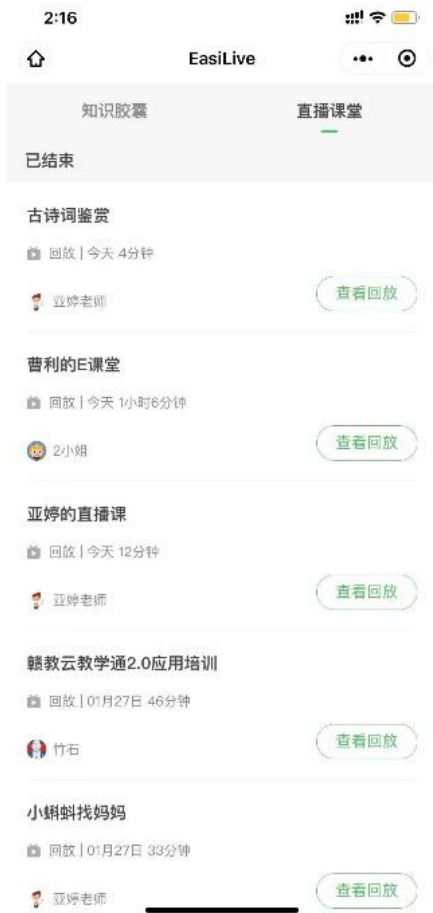 2:16
EasiLive
知识胶囊
直播课堂
已结束
古诗词鉴赏
回放 | 今天 4分钟
亚婷老师
查看回放
曹利的E课堂
回放 | 今天 1小时6分钟
2小姐
查看回放
亚婷的直播课
回放 | 今天 12分钟
亚婷老师
查看回放
赣教云教学通2.0应用培训
回放 | 01月27日 46分钟
竹石
查看回放
小蝌蚪找妈妈
回放 | 01月27日 33分钟
亚婷老师
查看回放